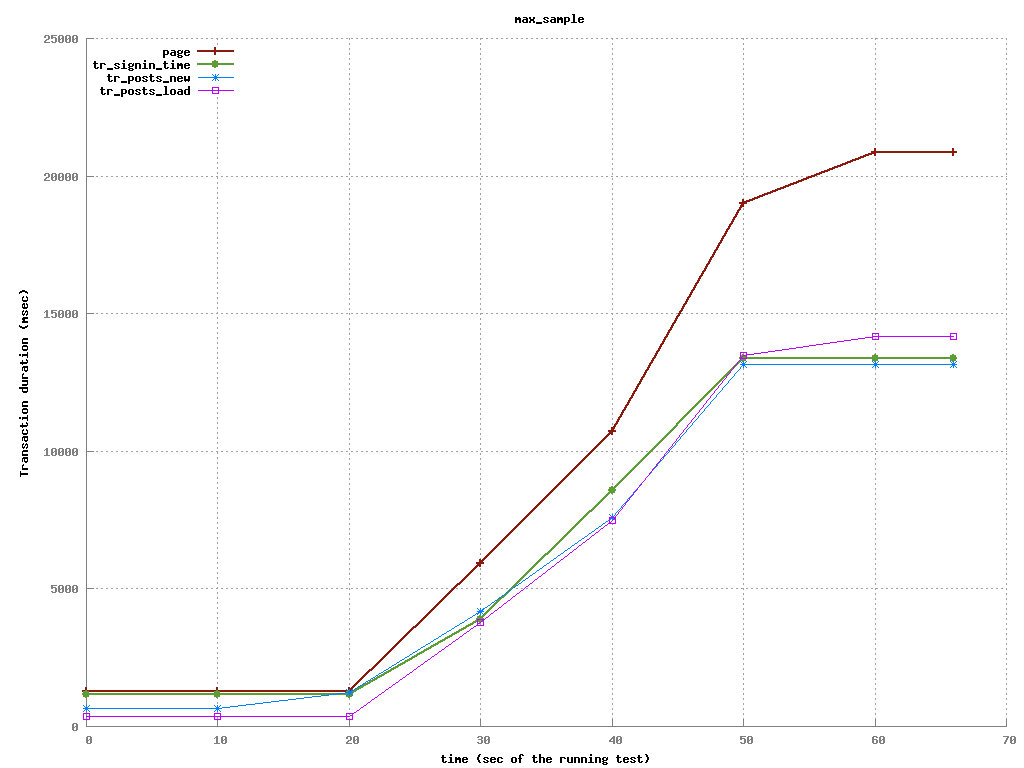 max_sample
25000
20000
15000
10000
5000
0
page
tr_signin_time
tr_posts_new
tr_posts_load
Transaction duration (msec)
0 10 20 30 40 50 60 70
time (sec of the running test)